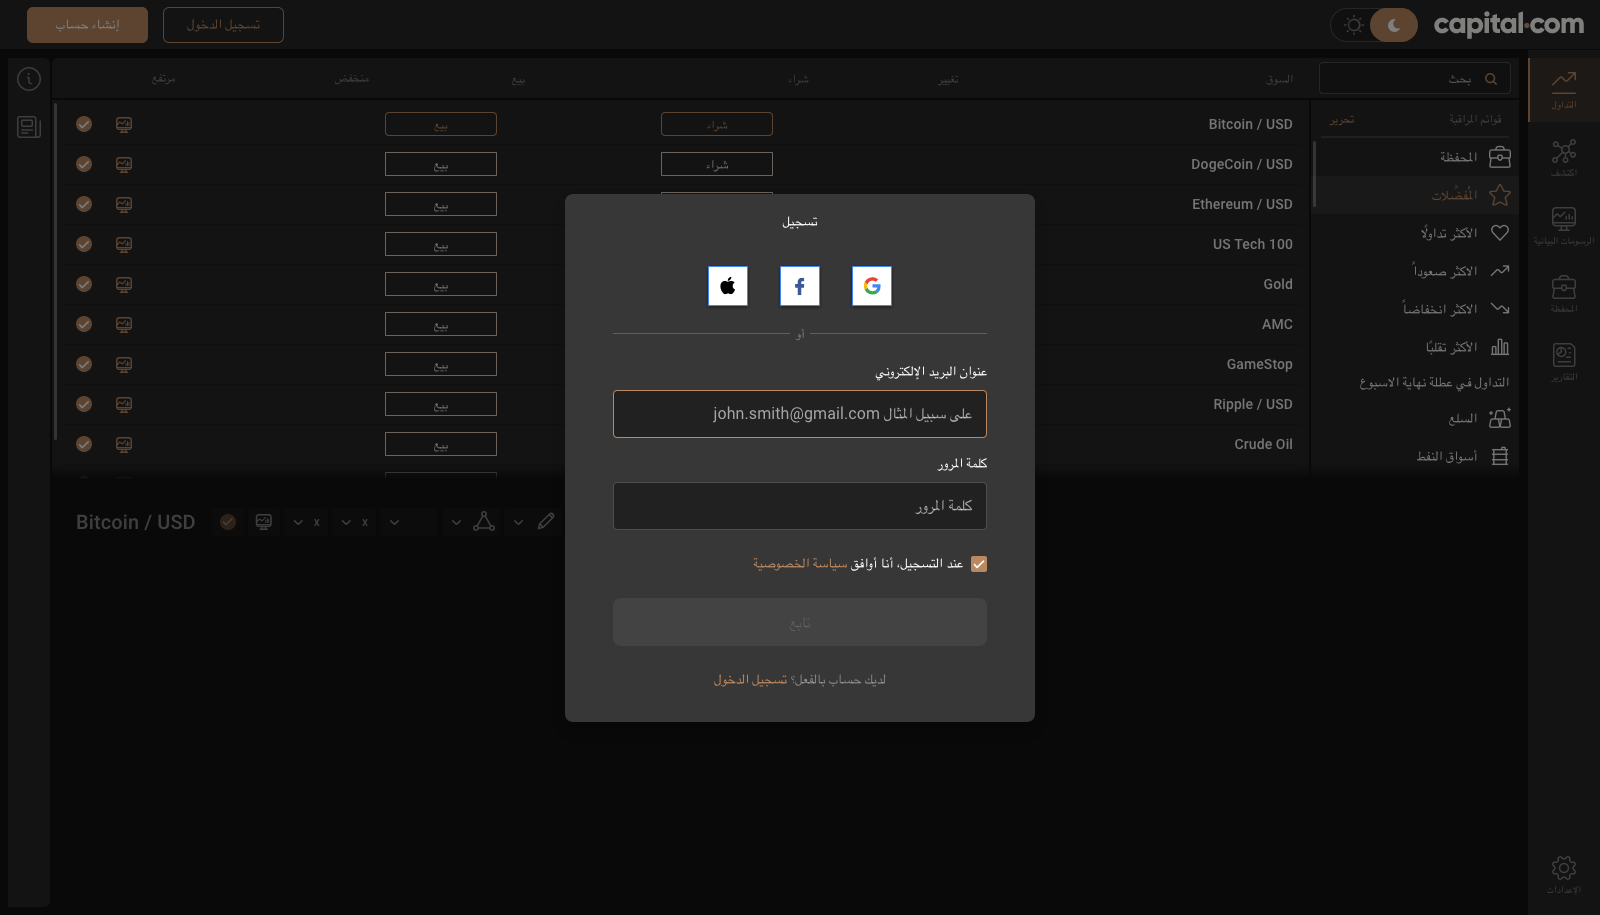 capital.com
تسجيل الدخول
إنشاء حساب
بحث
السوق
تغيير
شراء
بيع
منخفض
مرتفع
التداول
اكتشف
الرسومات البيانية
المحفظة
التقارير
الإعدادات
قوائم المراقبة
تحرير
المحفظة
المُفضَّلات
الأكثر تداولًا
الاكثر صعوداً
الاكثر انخفاضاً
الأكثر تقلبًا
التداول في عطلة نهاية الاسبوع
السلع
أسواق النفط
Bitcoin / USD
شراء
بيع
DogeCoin / USD
شراء
بيع
Ethereum / USD
بيع
US Tech 100
بيع
Gold
بيع
AMC
بيع
GameStop
بيع
Ripple / USD
بيع
Crude Oil
بيع
Bitcoin / USD
x
x
تسجيل
أو
عنوان البريد الإلكتروني
على سبيل المثال john.smith@gmail.com
كلمة المرور
كلمة المرور
عند التسجيل، أنا أوافق سياسة الخصوصية
تابع
لديك حساب بالفعل؟ تسجيل الدخول